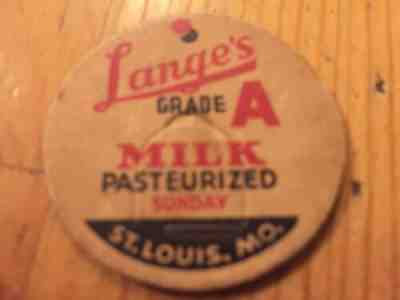 Lange's
GRADE A
MILK
PASTEURIZED
SUNDAY
ST. LOUIS, MO.